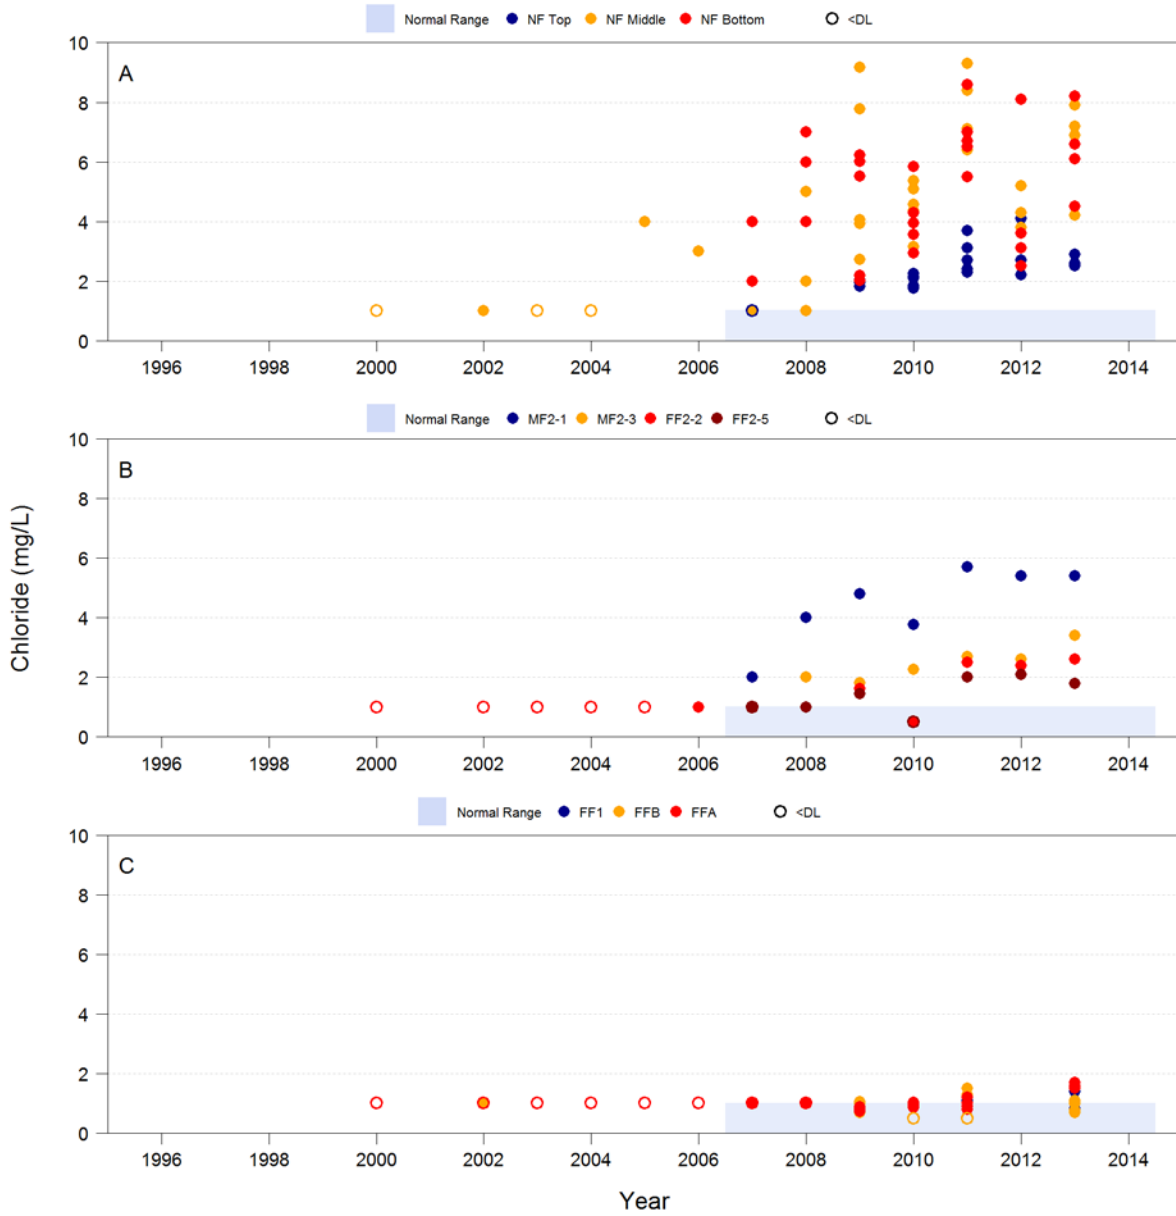 Normal Range NF Top NF Middle NF Bottom <DL
A
10
8
6
4
2
0
1996 1998 2000 2002 2004 2006 2008 2010 2012 2014
Normal Range MF2-1 MF2-3 FF2-2 FF2-5 <DL
B
10
8
6
4
2
0
1996 1998 2000 2002 2004 2006 2008 2010 2012 2014
Chloride (mg/L)
Normal Range FF1 FFB FFA <DL
C
10
8
6
4
2
0
1996 1998 2000 2002 2004 2006 2008 2010 2012 2014
Year